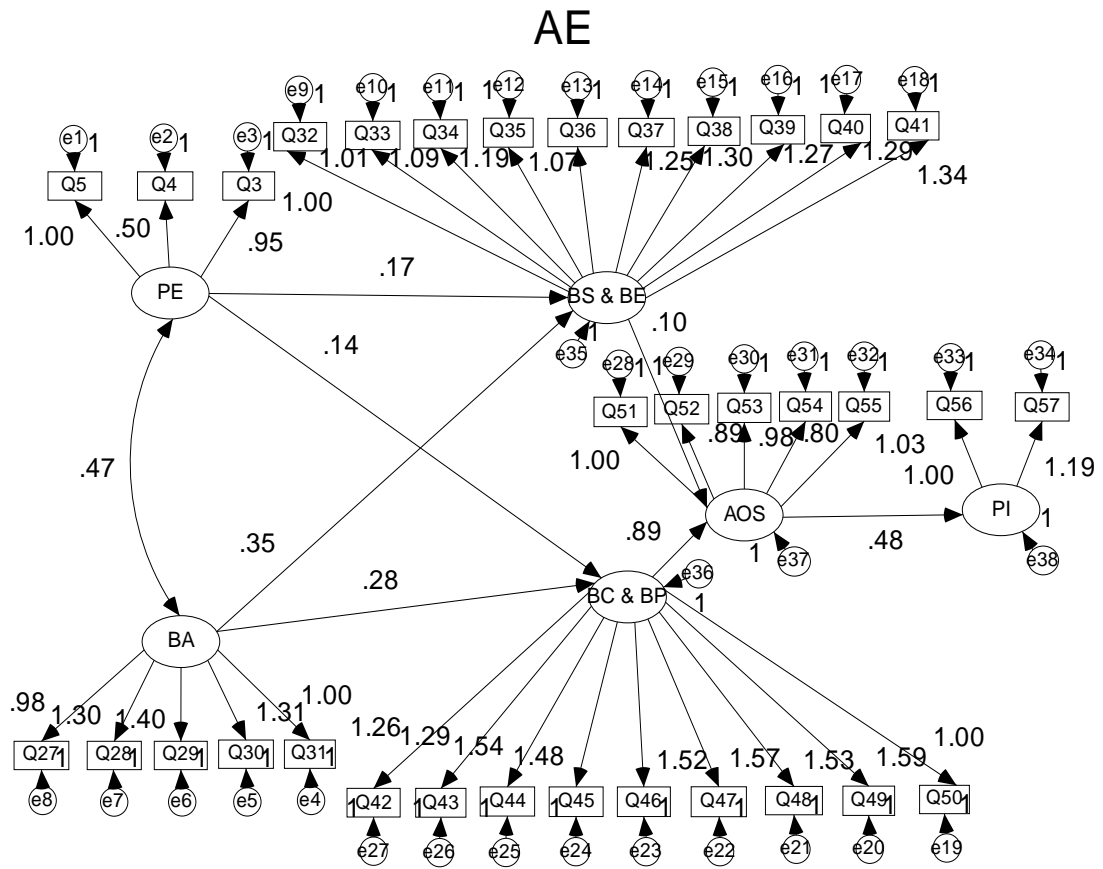 AE
e9 1 e10 1 e11 1 1 e12 e13 1 e14 1 e15 1 e16 1 1 e17 e18 1
e1 1 e2 1 e3 1
Q32 Q33 Q34 Q35 Q36 Q37 Q38 Q39 Q40 Q41
1.01 1.09 1.19 1.07 1.25 1.30 1.27 1.29 1.34
Q5 Q4 Q3 1.00
1.00 .50 .95
.17
PE BS & BE
.10
e35 1
.14
e28 1 1 e29 e30 1 e31 1 e32 1 e33 1 e34 1
Q51 Q52 Q53 Q54 Q55 Q56 Q57
.89 .98 .80 1.03
1.00 1.00 1.19
.47
AOS PI 1
.89 .48
.35 1 e37 e38
.28 e36
BC & BP 1
BA
.98 1.30 1.40 1.31 1.00
1.26 1.29 1.54 1.48 1.52 1.57 1.53 1.59 1.00
Q27 1 Q28 1 Q29 1 Q30 1 Q31 1
e8 e7 e6 e5 e4
1 Q42 1 Q43 1 Q44 1 Q45 Q46 1 Q47 1 Q48 1 Q49 1 Q50 1
e27 e26 e25 e24 e23 e22 e21 e20 e19